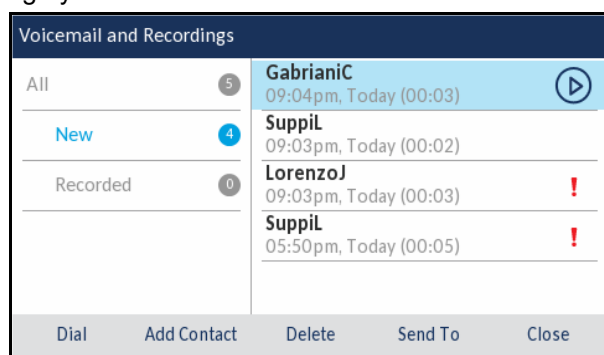 Voicemail and Recordings
All 5
New 4
Recorded 0
GabrianiC
09:04pm, Today (00:03)
SuppiL
09:03pm, Today (00:02)
LorenzoJ
09:03pm, Today (00:03)
!
SuppiL
05:50pm, Today (00:05)
!
Dial Add Contact Delete Send To Close